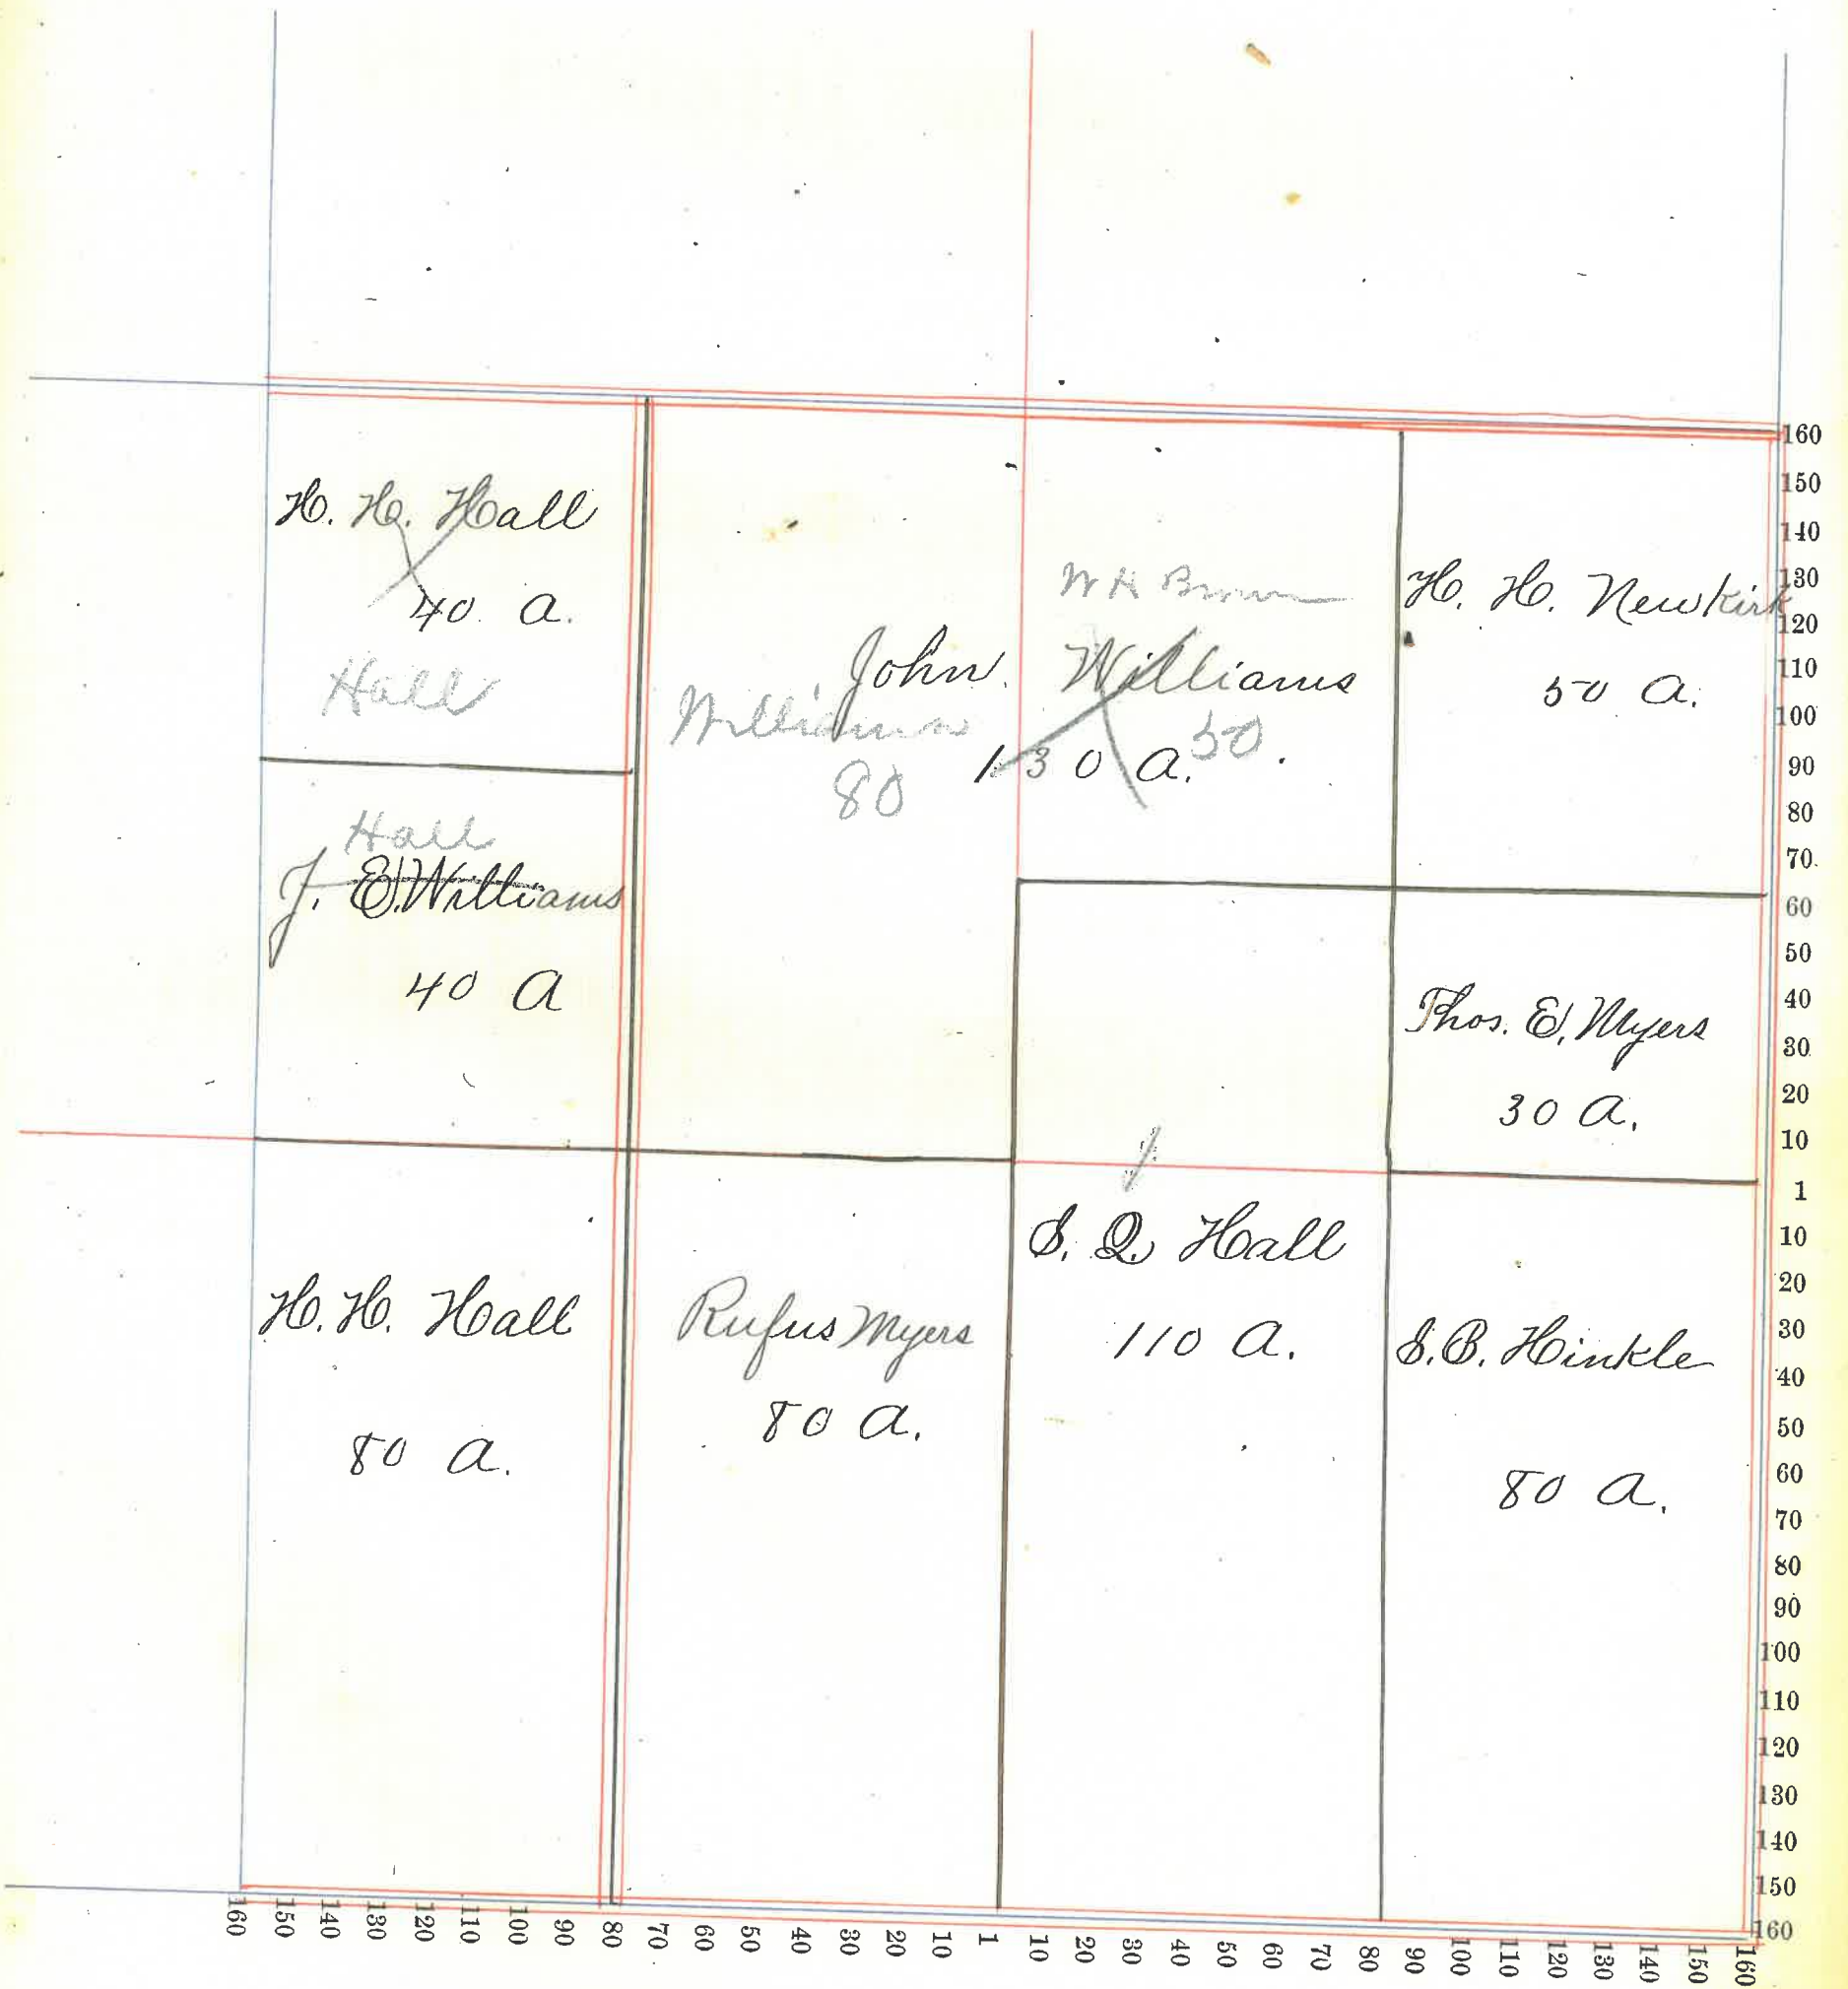 H. H. Hall
40 a.
Hall
Hall
J. E. Williams
40 A
W H Brown
John Williams
130 a.
Williams
80
50
H. H. Newkirk
50 a.
Thos. E. Myers
30 a.
H. H. Hall
80 a.
Rufus Myers
80 a.
S. Q. Hall
110 a.
S. B. Hinkle
80 a.
160
150
140
130
120
110
100
90
80
70
60
50
40
30
20
10
1
10
20
30
40
50
60
70
80
90
100
110
120
130
140
150
160
160 150 140 130 120 110 100 90 80 70 60 50 40 30 20 10 1 10 20 30 40 50 60 70 80 90 100 110 120 130 140 150 160